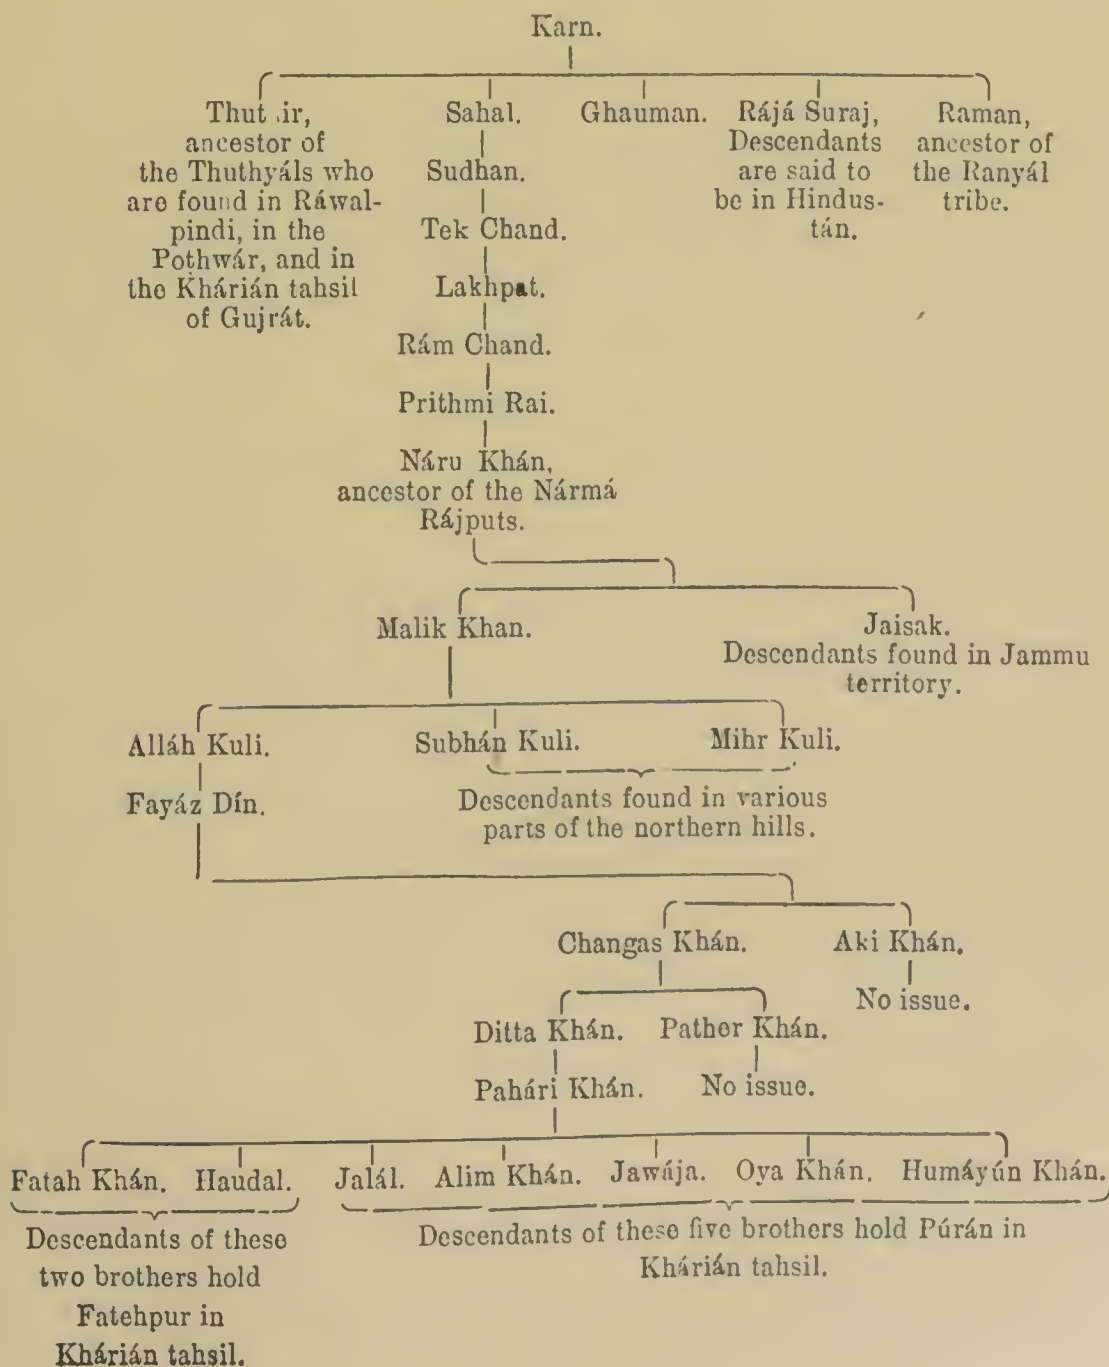 Karn.
Thut ir,
ancestor of
the Thuthyáls who
are found in Ráwal-
pindi, in the
Poṭhwár, and in
the Khárián tahsil
of Gujrát.
Sahal.
Ghauman.
Rájá Suraj,
Descendants
are said to
be in Hindus-
tán.
Raman,
ancestor of
the Ranyál
tribe.
Sudhan.
Tek Chand.
Lakhpat.
Rám Chand.
Prithmi Rai.
Náru Khán,
ancestor of the Nármá
Rájputs.
Malik Khan.
Jaisak.
Descendants found in Jammu
territory.
Alláh Kuli.
Subhán Kuli.
Mihr Kuli.
Fayáz Dín.
Descendants found in various
parts of the northern hills.
Changas Khán.
Aki Khán.
No issue.
Ditta Khán.
Pather Khán.
Pahári Khán.
No issue.
Fatah Khán. Haudal. Jalál. Alim Khán. Jawája. Oya Khán. Humáyún Khán.
Descendants of these
two brothers hold
Fatehpur in
Khárián tahsil.
Descendants of these five brothers hold Púrán in
Khárián tahsil.